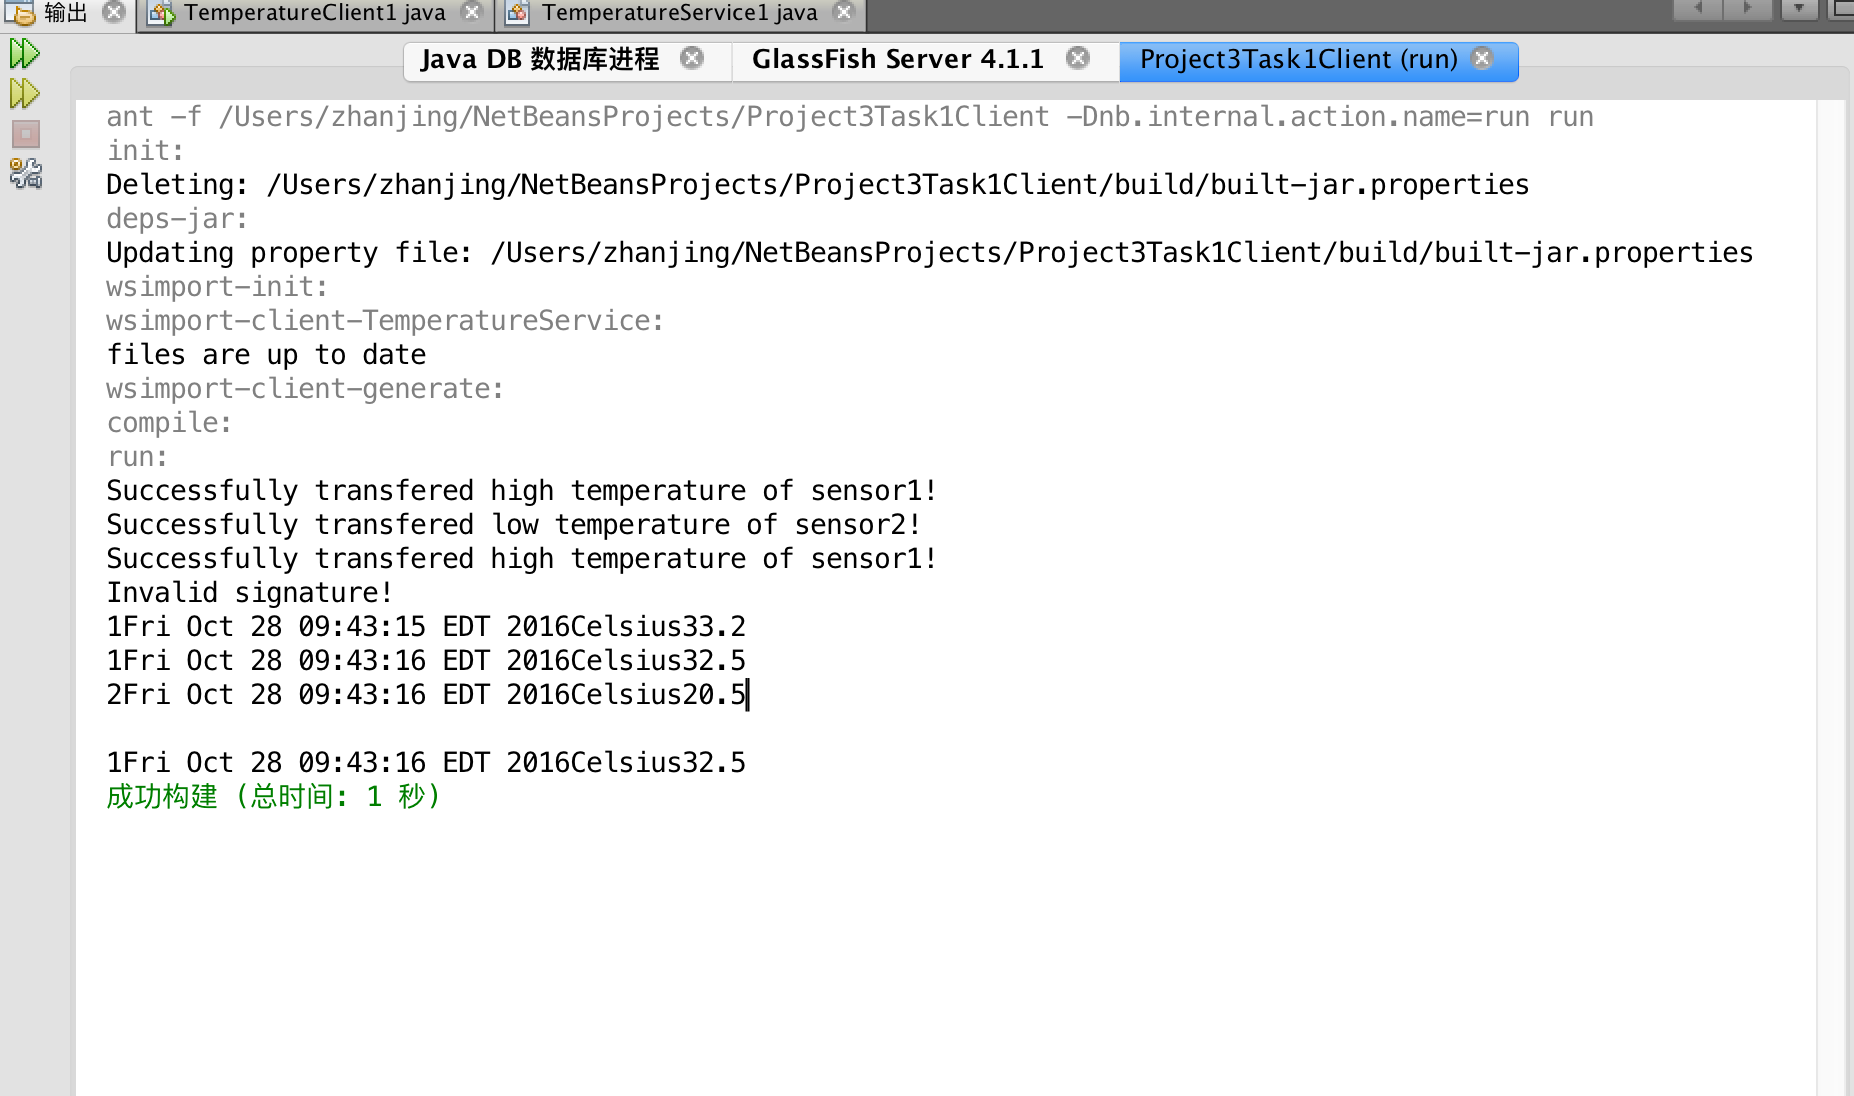 输出
TemperatureClient1 java
TemperatureService1 java
Java DB 数据库进程
GlassFish Server 4.1.1
Project3Task1Client (run)
ant -f /Users/zhanjing/NetBeansProjects/Project3Task1Client -Dnb.internal.action.name=run run
init:
Deleting: /Users/zhanjing/NetBeansProjects/Project3Task1Client/build/built-jar.properties
deps-jar:
Updating property file: /Users/zhanjing/NetBeansProjects/Project3Task1Client/build/built-jar.properties
wsimport-init:
wsimport-client-TemperatureService:
files are up to date
wsimport-client-generate:
compile:
run:
Successfully transfered high temperature of sensor1!
Successfully transfered low temperature of sensor2!
Successfully transfered high temperature of sensor1!
Invalid signature!
1Fri Oct 28 09:43:15 EDT 2016Celsius33.2
1Fri Oct 28 09:43:16 EDT 2016Celsius32.5
2Fri Oct 28 09:43:16 EDT 2016Celsius20.5
1Fri Oct 28 09:43:16 EDT 2016Celsius32.5
成功构建 (总时间: 1 秒)